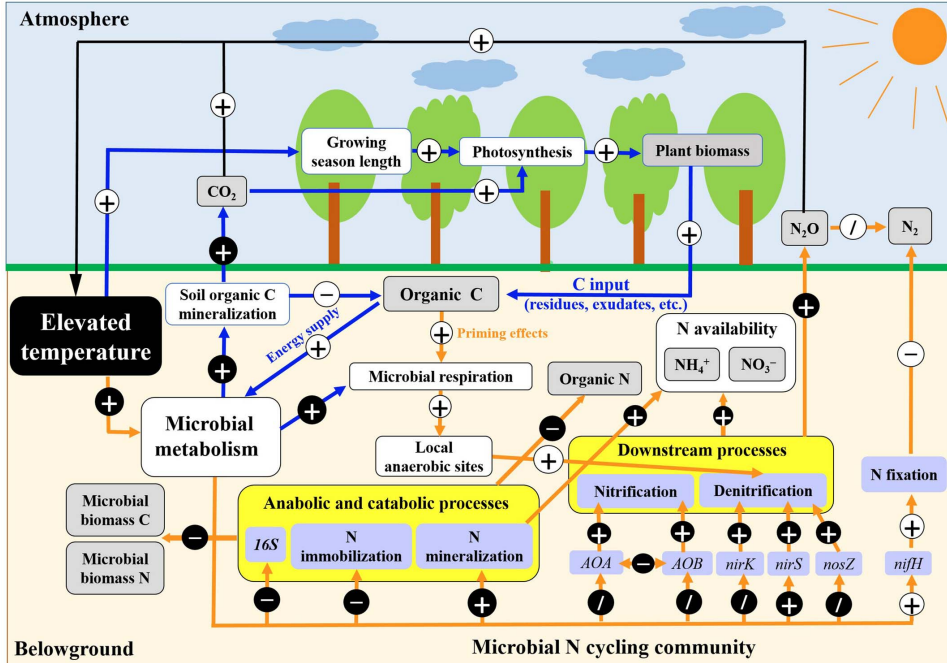 Atmosphere
+
+
+
Growing
season length
+
Photosynthesis
+
Plant biomass
CO₂
+
+
N₂O
/
N₂
+
Soil organic C
mineralization
−
Organic C
C input
(residues, exudates, etc.)
+
Elevated
temperature
Energy supply
+
+
Priming effects
N availability
NH₄⁺
NO₃⁻
−
+
+
Microbial respiration
Organic N
Microbial
metabolism
+
+
+
+
−
Local
anaerobic sites
+
Downstream processes
Nitrification
Denitrification
N fixation
Microbial
biomass C
Microbial
biomass N
−
Anabolic and catabolic processes
16S
N
immobilization
N
mineralization
+
+
+
+
+
+
AOA
−
AOB
nirK
nirS
nosZ
nifH
−
−
+
/
/
/
+
/
+
Belowground
Microbial N cycling community